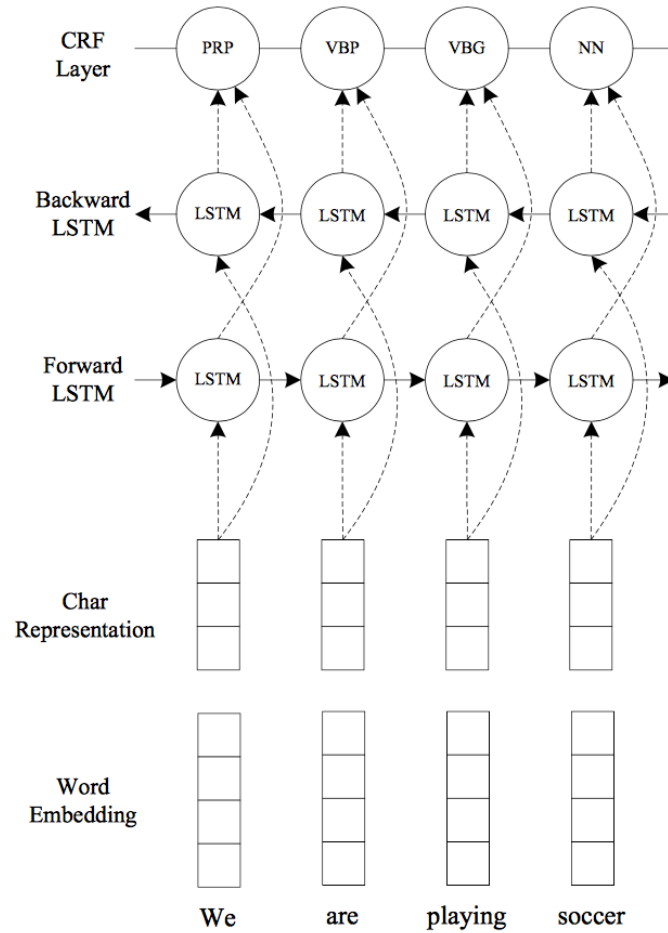 CRF
Layer
PRP
VBP
VBG
NN
Backward
LSTM
LSTM
LSTM
LSTM
LSTM
Forward
LSTM
LSTM
LSTM
LSTM
LSTM
Char
Representation
Word
Embedding
We
are
playing
soccer